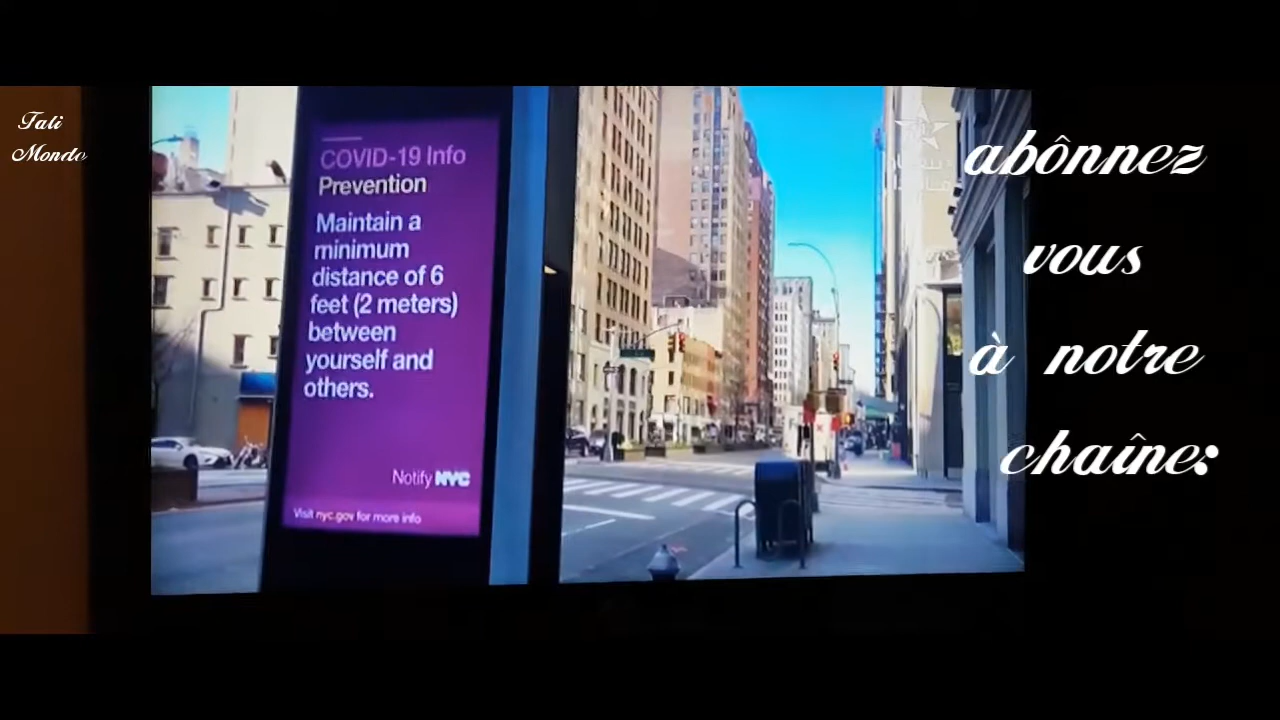 Tali
Mondo
COVID-19 Info
Prevention
Maintain a
minimum
distance of 6
feet (2 meters)
between
yourself and
others.
Notify NYC
Visit nyc.gov for more info
abônnez
vous
à notre
chaîne: